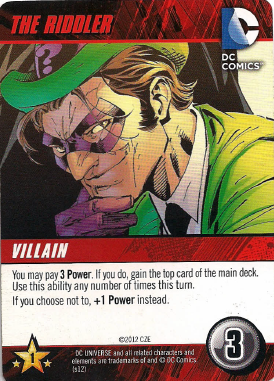 THE RIDDLER
?
DC
DC
COMICS™
VILLAIN
You may pay 3 Power. If you do, gain the top card of the main deck.
Use this ability any number of times this turn.
If you choose not to, +1 Power instead.
©2012 CZE
DC UNIVERSE and all related characters and
elements are trademarks of and © DC Comics.
(s12)
1
3